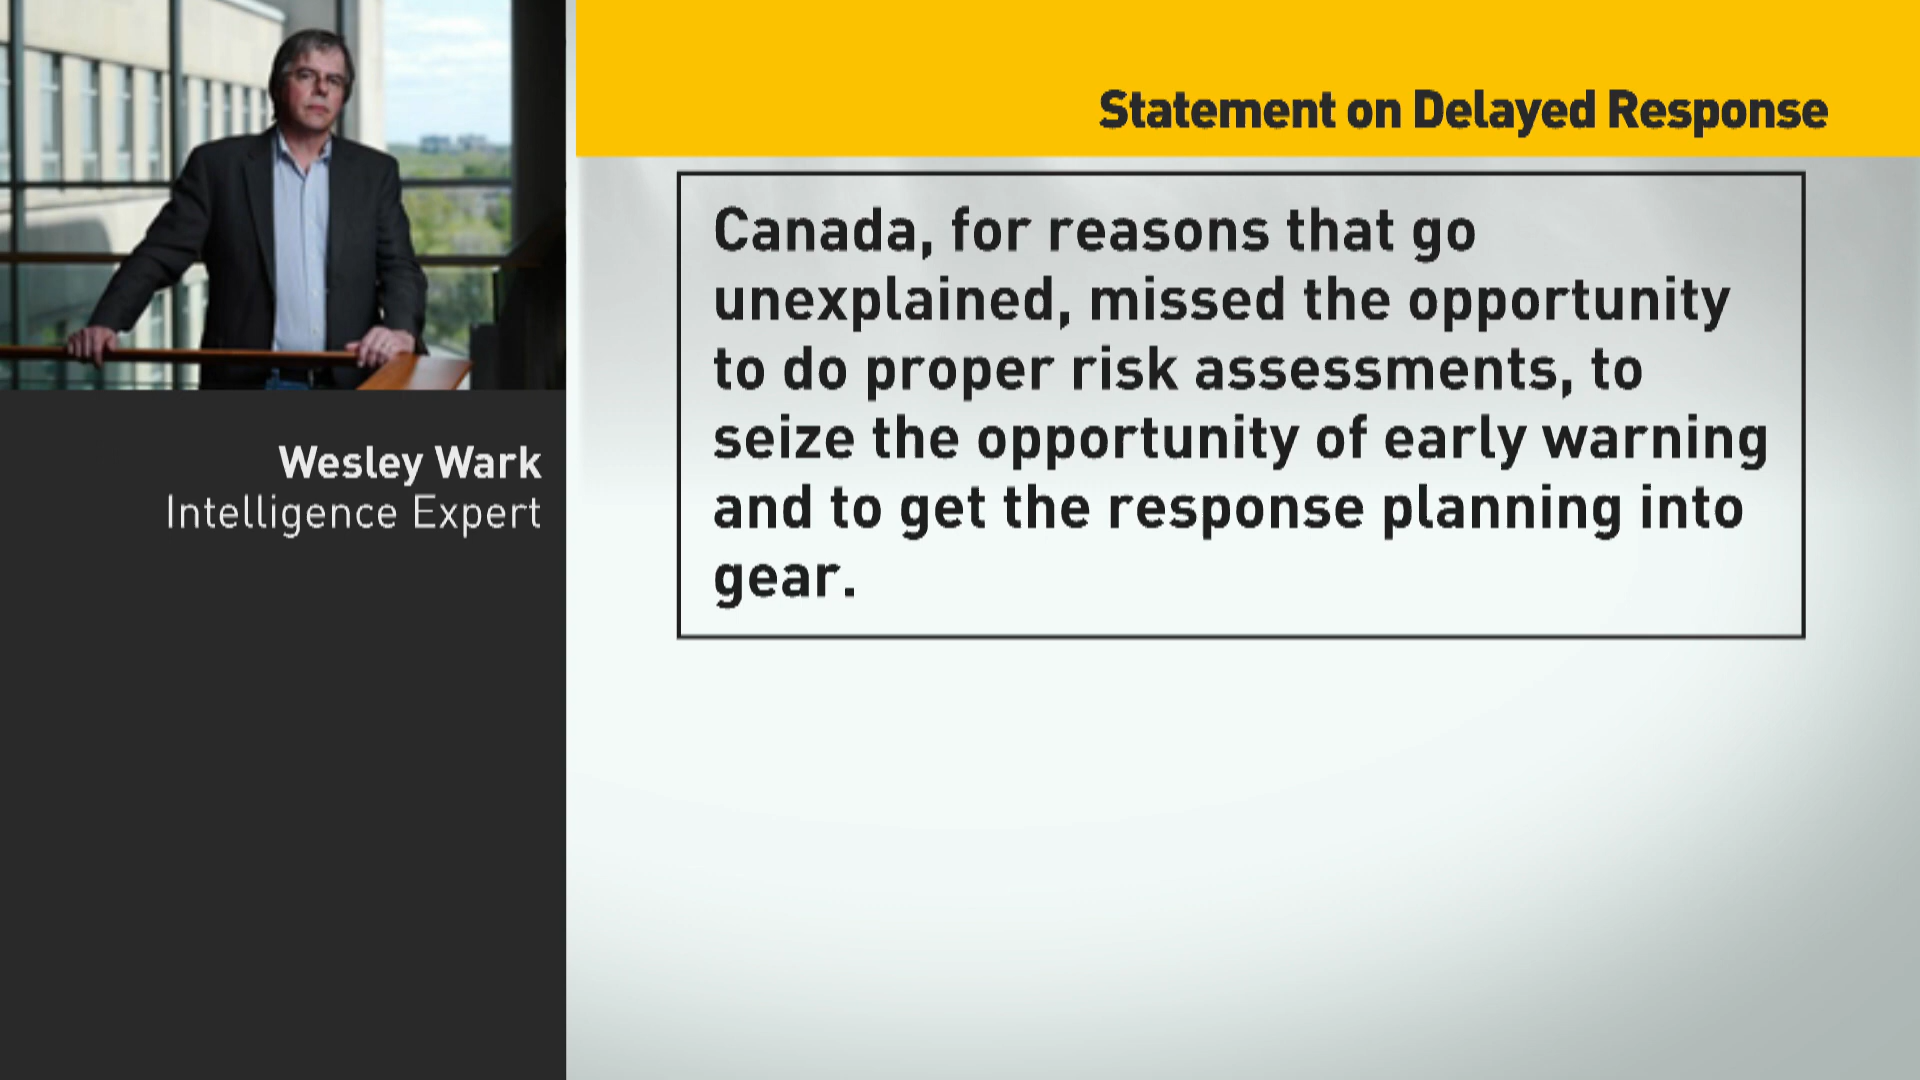 Statement on Delayed Response
Canada, for reasons that go
unexplained, missed the opportunity
to do proper risk assessments, to
seize the opportunity of early warning
and to get the response planning into
gear.
Wesley Wark
Intelligence Expert